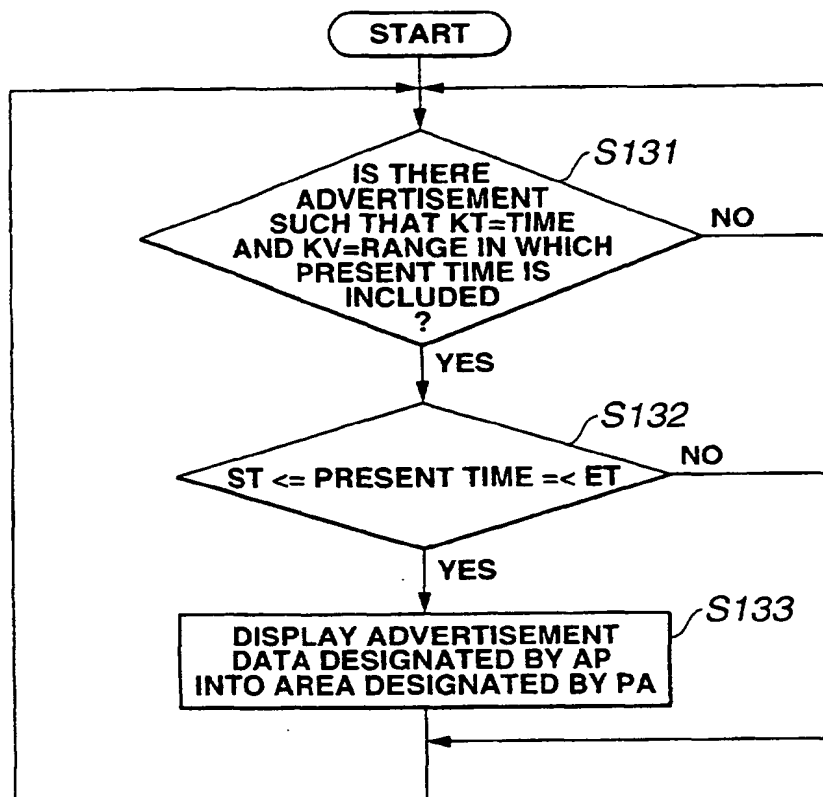 START
S131
IS THERE
ADVERTISEMENT
SUCH THAT KT=TIME
AND KV=RANGE IN WHICH
PRESENT TIME IS
INCLUDED
?
NO
YES
S132
ST <= PRESENT TIME =< ET
NO
YES
S133
DISPLAY ADVERTISEMENT
DATA DESIGNATED BY AP
INTO AREA DESIGNATED BY PA